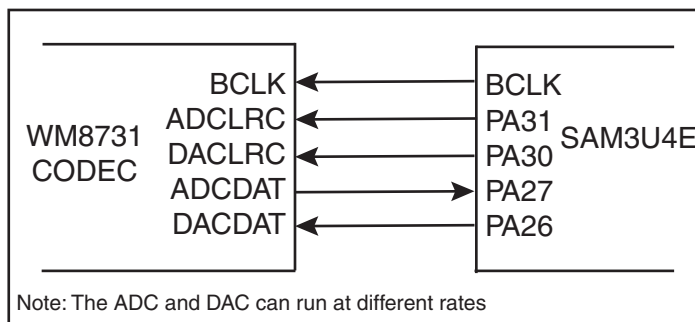 BCLK
ADCLRC
DACLRC
ADCDAT
DACDAT
WM8731
CODEC
BCLK
PA31
PA30
PA27
PA26
SAM3U4E
Note: The ADC and DAC can run at different rates